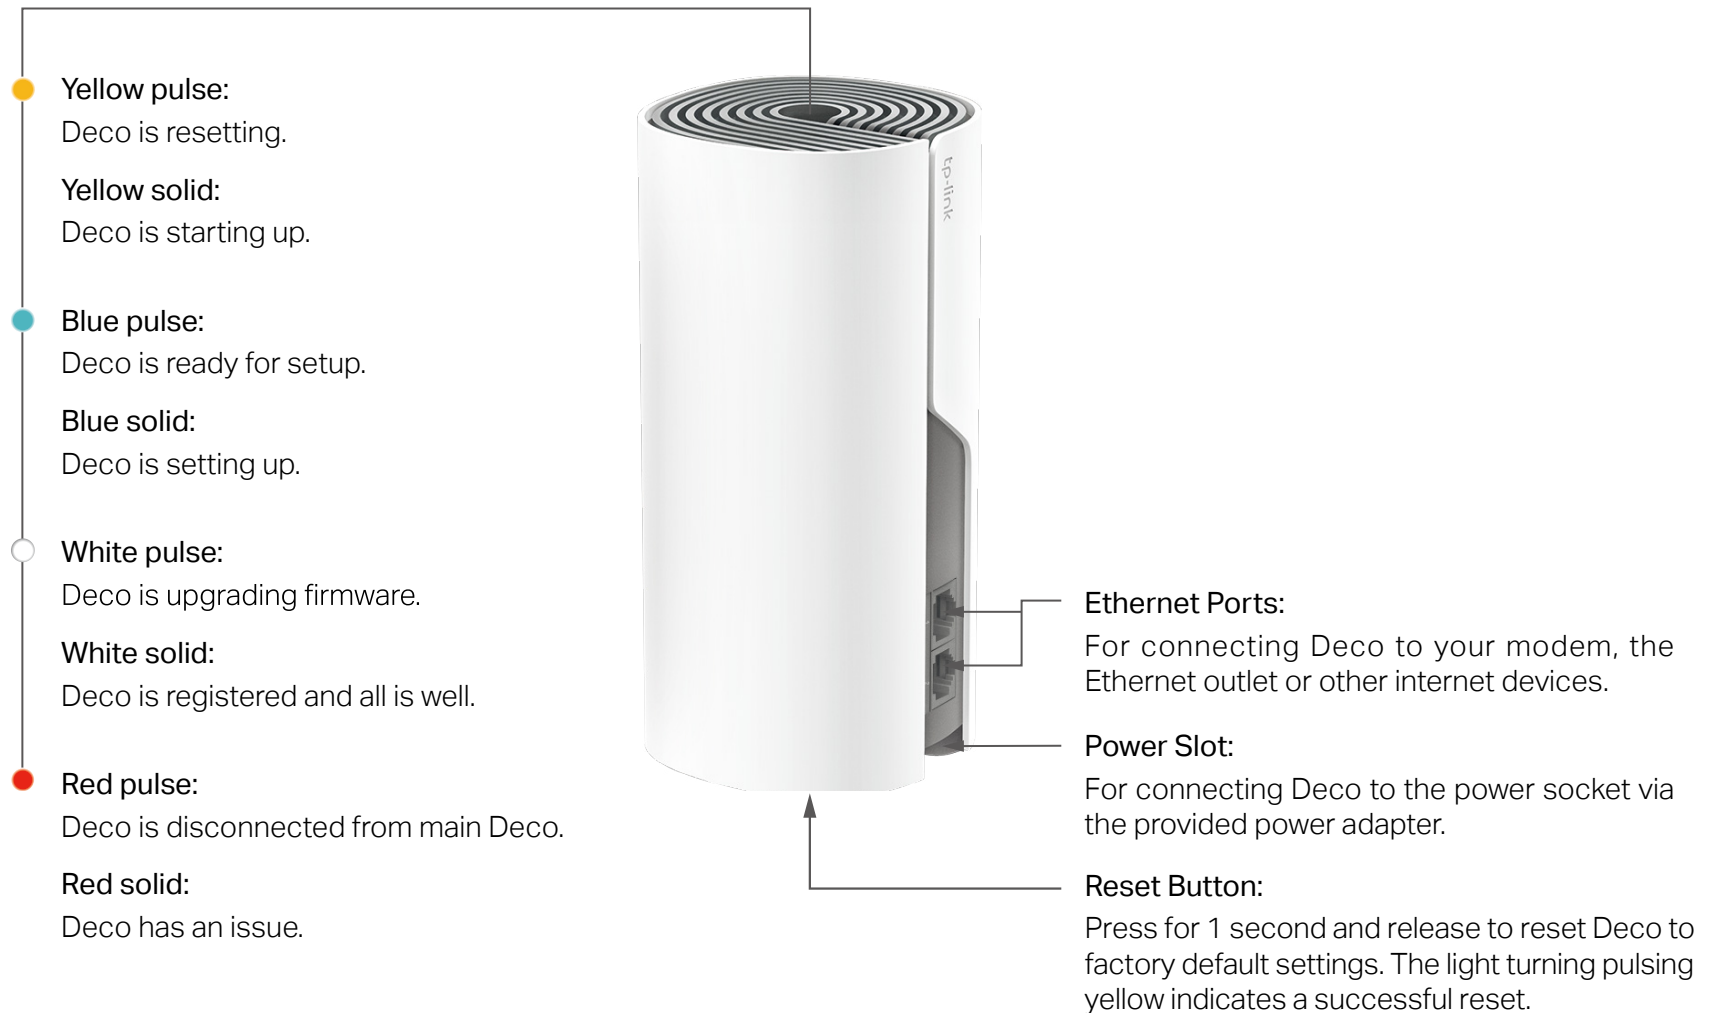 Yellow pulse:
Deco is resetting.
Yellow solid:
Deco is starting up.
Blue pulse:
Deco is ready for setup.
Blue solid:
Deco is setting up.
White pulse:
Deco is upgrading firmware.
White solid:
Deco is registered and all is well.
Red pulse:
Deco is disconnected from main Deco.
Red solid:
Deco has an issue.
tp-link
Ethernet Ports:
For connecting Deco to your modem, the
Ethernet outlet or other internet devices.
Power Slot:
For connecting Deco to the power socket via
the provided power adapter.
Reset Button:
Press for 1 second and release to reset Deco to
factory default settings. The light turning pulsing
yellow indicates a successful reset.